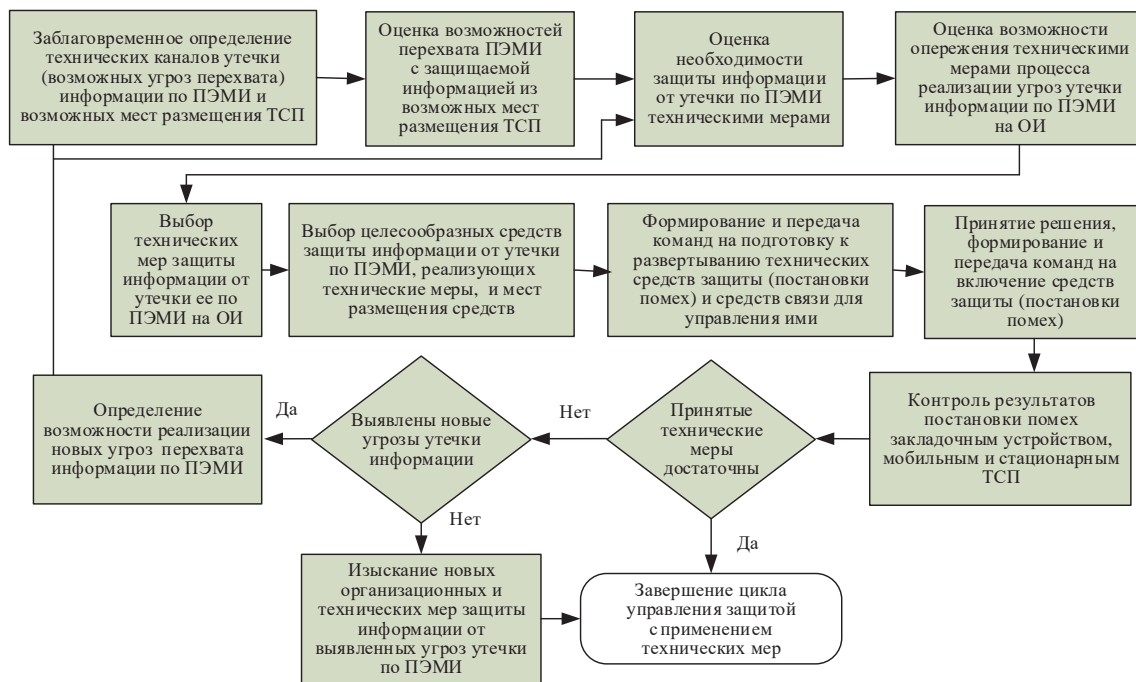 Заблаговременное определение
технических каналов утечки
(возможных угроз перехвата)
информации по ПЭМИ и
возможных мест размещения ТСП
Оценка возможностей
перехвата ПЭМИ
с защищаемой
информацией из
возможных мест
размещения ТСП
Оценка
необходимости
защиты информации
от утечки по ПЭМИ
техническими мерами
Оценка возможности
опережения техническими
мерами процесса
реализации угроз утечки
информации по ПЭМИ
на ОИ
Выбор
технических
мер защиты
информации от
утечки ее по
ПЭМИ на ОИ
Выбор целесообразных средств
защиты информации от утечки
по ПЭМИ, реализующих
технические меры, и мест
размещения средств
Формирование и передача
команд на подготовку к
развертыванию технических
средств защиты (постановки
помех) и средств связи для
управления ими
Принятие решения,
формирование и
передача команд на
включение средств
защиты (постановки
помех)
Определение
возможности реализации
новых угроз перехвата
информации по ПЭМИ
Да
Выявлены новые
угрозы утечки
информации
Нет
Принятые
технические
меры
достаточны
Контроль результатов
постановки помех
закладочным устройством,
мобильным и стационарным
ТСП
Нет
Да
Изыскание новых
организационных и
технических мер защиты
информации от
выявленных угроз утечки
по ПЭМИ
Завершение цикла
управления защитой
с применением
технических мер